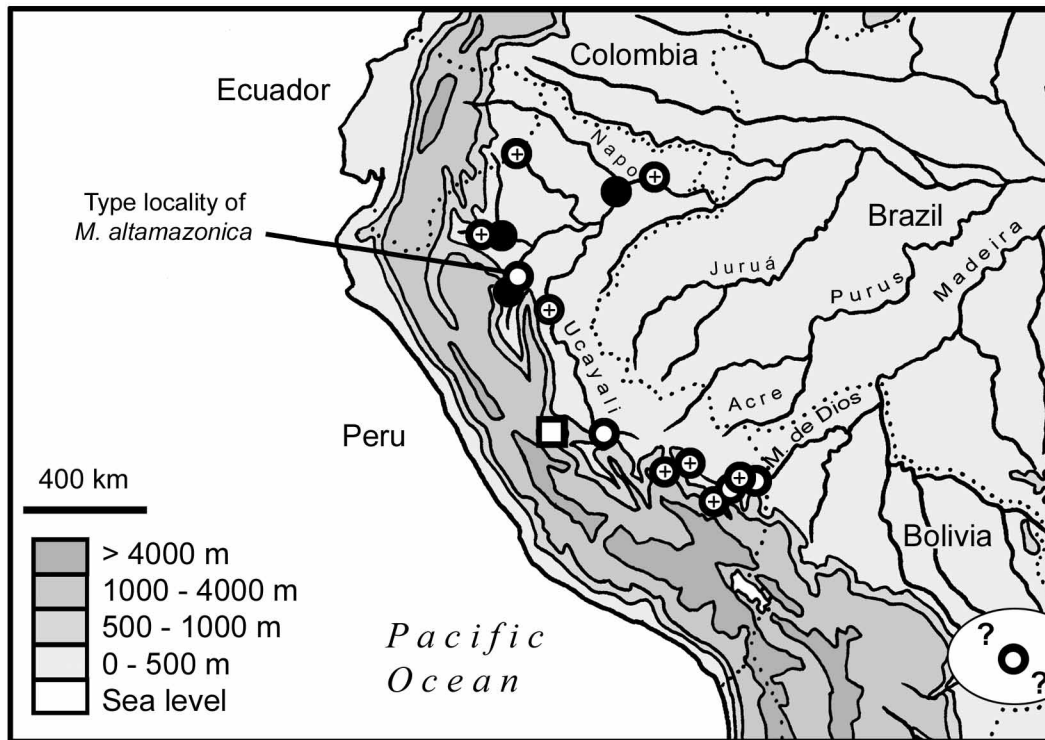 Colombia
Ecuador
Napo
Type locality of
M. altamazonica
Brazil
Juruá
Purus
Madeira
Ucayali
Acre
M. de Dios
Peru
400 km
Bolivia
> 4000 m
1000 - 4000 m
500 - 1000 m
0 - 500 m
Sea level
Pacific
Ocean
?
?